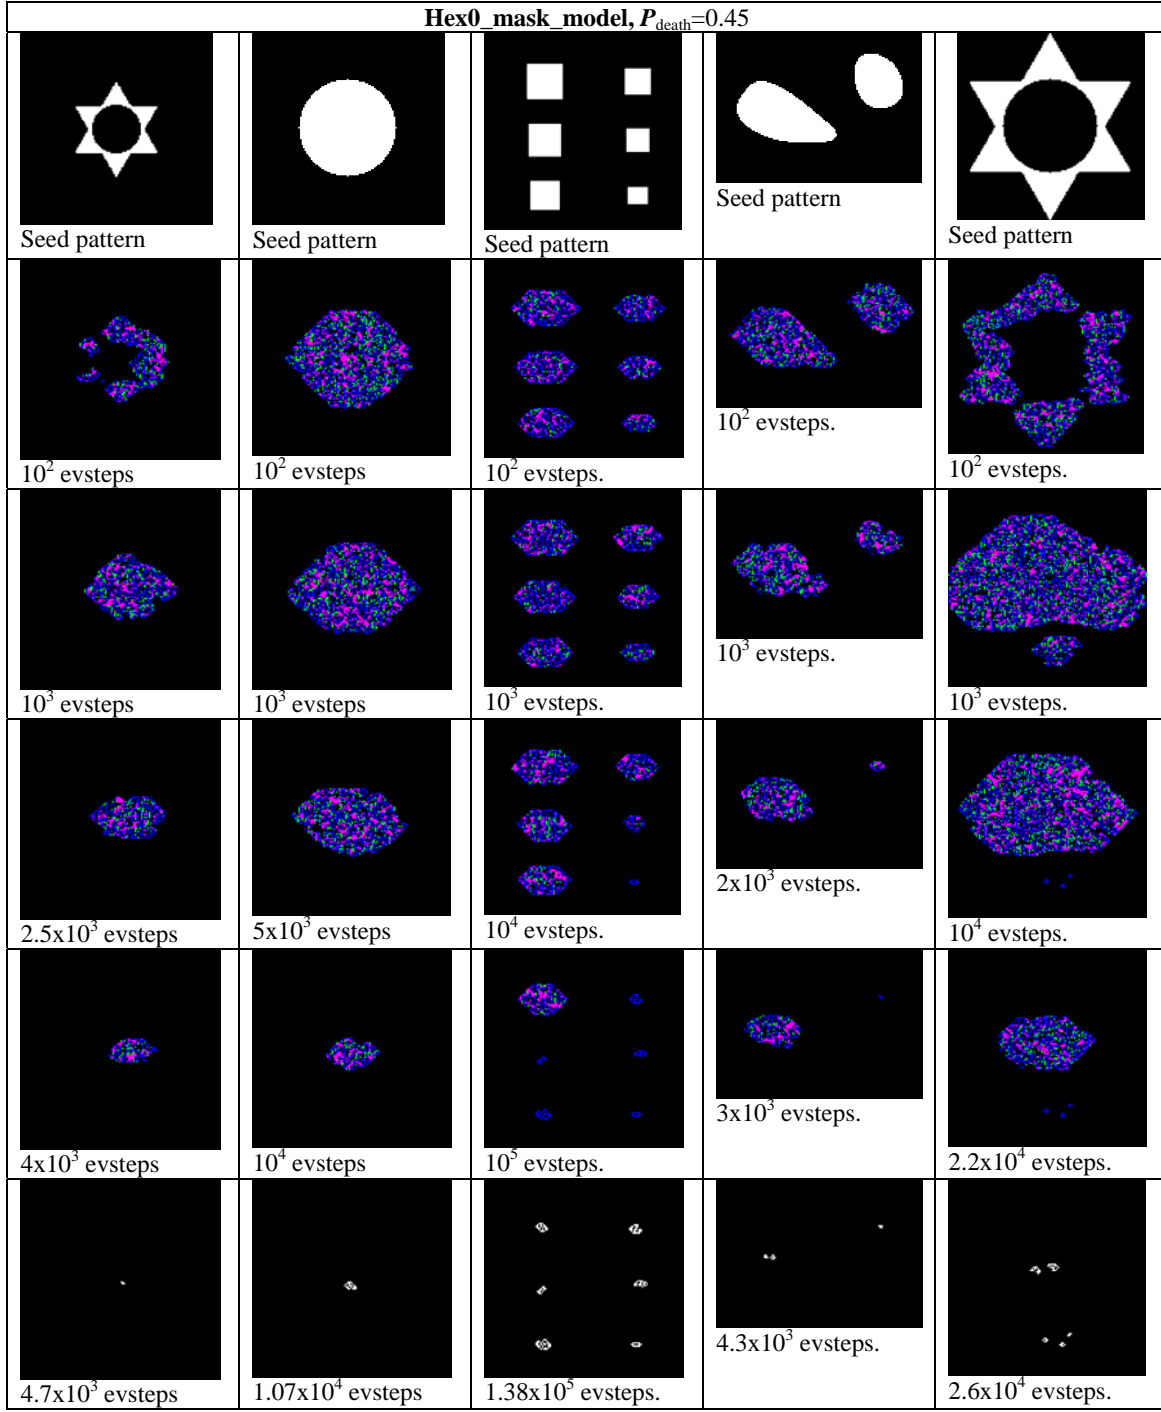 Hex0_mask_model, P_death=0.45
Seed pattern
Seed pattern
Seed pattern
Seed pattern
Seed pattern
10² evsteps
10² evsteps
10² evsteps.
10² evsteps.
10² evsteps.
10³ evsteps
10³ evsteps
10³ evsteps.
10³ evsteps.
10³ evsteps.
2.5x10³ evsteps
5x10³ evsteps
10⁴ evsteps.
2x10³ evsteps.
10⁴ evsteps.
4x10³ evsteps
10⁴ evsteps
10⁵ evsteps.
3x10³ evsteps.
2.2x10⁴ evsteps.
4.7x10³ evsteps
1.07x10⁴ evsteps
1.38x10⁵ evsteps.
4.3x10³ evsteps.
2.6x10⁴ evsteps.